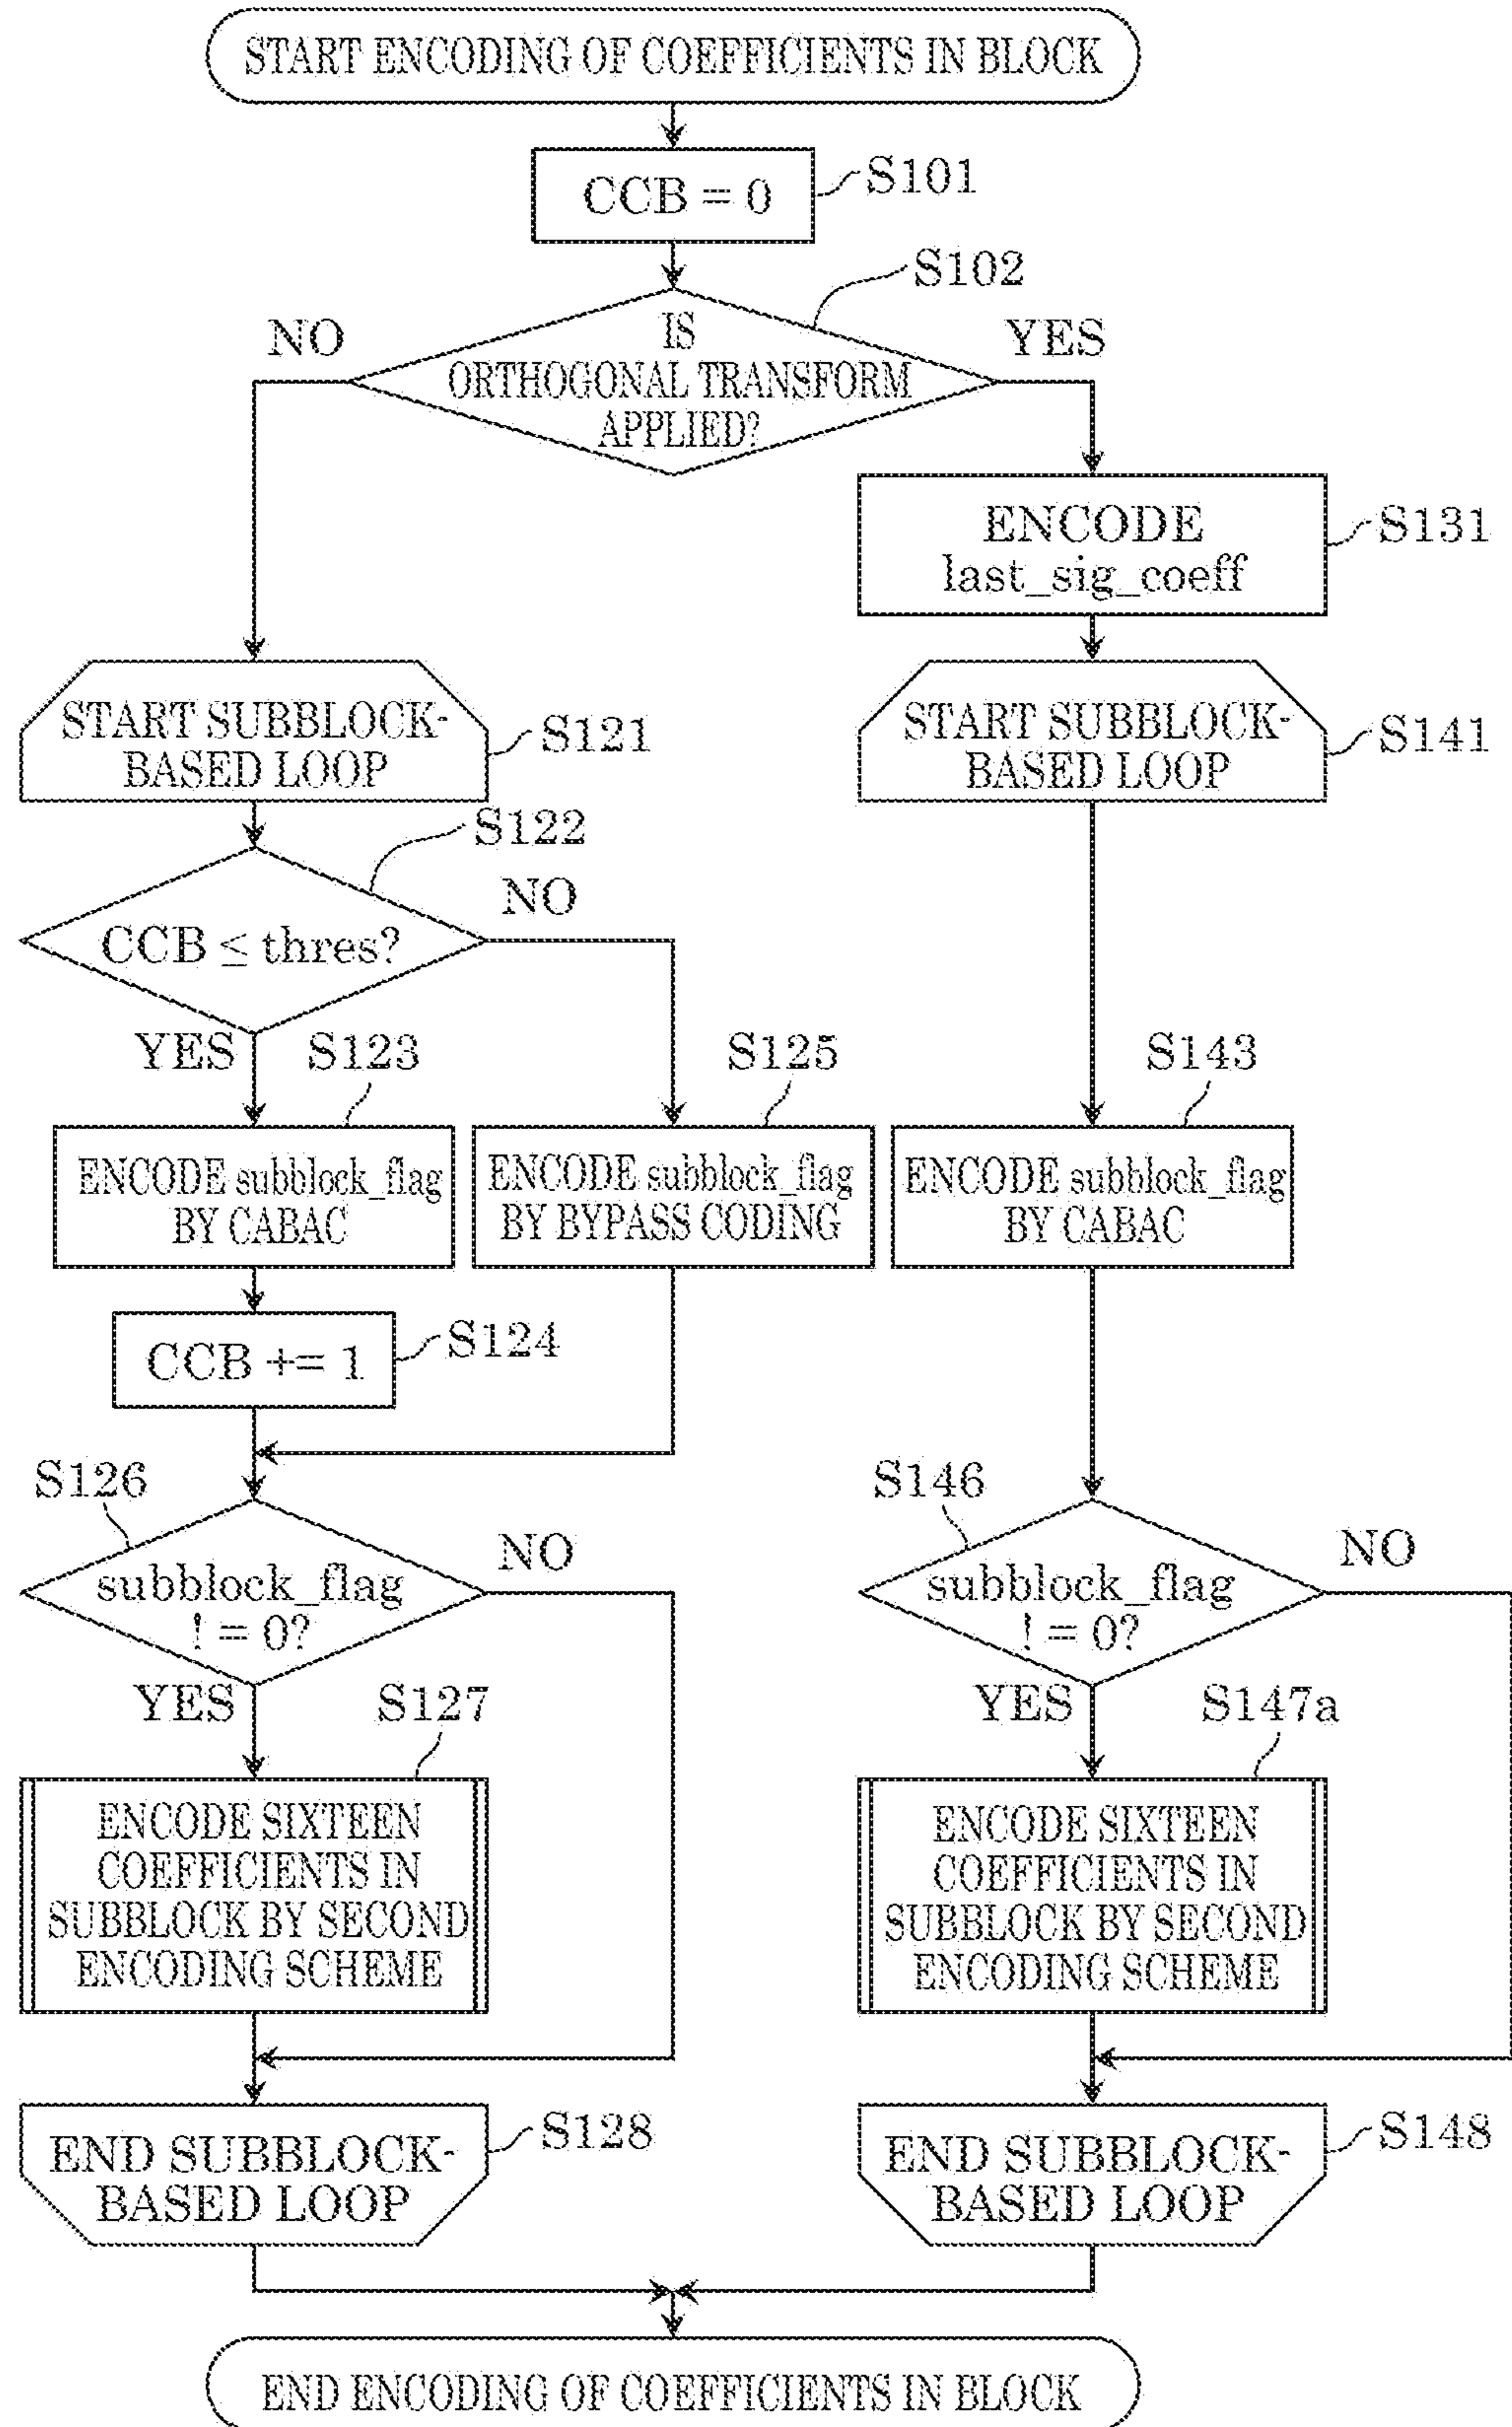 START ENCODING OF COEFFICIENTS IN BLOCK
CCB = 0
S101
S102
NO
IS
ORTHOGONAL TRANSFORM
APPLIED?
YES
ENCODE
last_sig_coeff
S131
START SUBBLOCK-
BASED LOOP
S121
START SUBBLOCK-
BASED LOOP
S141
S122
CCB ≤ thres?
NO
YES
S123
S125
S143
ENCODE subblock_flag
BY CABAC
ENCODE subblock_flag
BY BYPASS CODING
ENCODE subblock_flag
BY CABAC
CCB += 1
S124
S126
subblock_flag
! = 0?
NO
YES
S146
subblock_flag
! = 0?
NO
YES
S127
S147a
ENCODE SIXTEEN
COEFFICIENTS IN
SUBBLOCK BY SECOND
ENCODING SCHEME
ENCODE SIXTEEN
COEFFICIENTS IN
SUBBLOCK BY SECOND
ENCODING SCHEME
END SUBBLOCK-
BASED LOOP
S128
END SUBBLOCK-
BASED LOOP
S148
END ENCODING OF COEFFICIENTS IN BLOCK